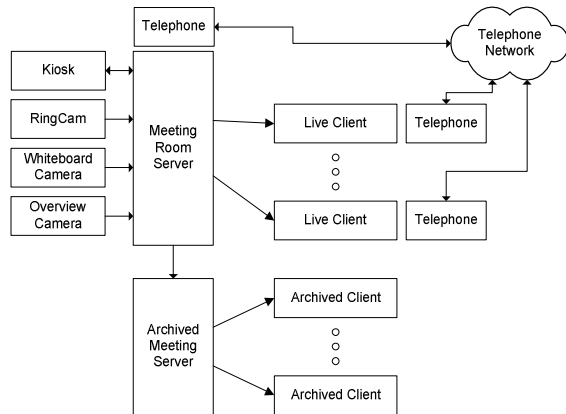 Telephone
Telephone
Network
Kiosk
RingCam
Whiteboard
Camera
Overview
Camera
Meeting
Room
Server
Live Client
Telephone
Live Client
Telephone
Archived
Meeting
Server
Archived Client
Archived Client